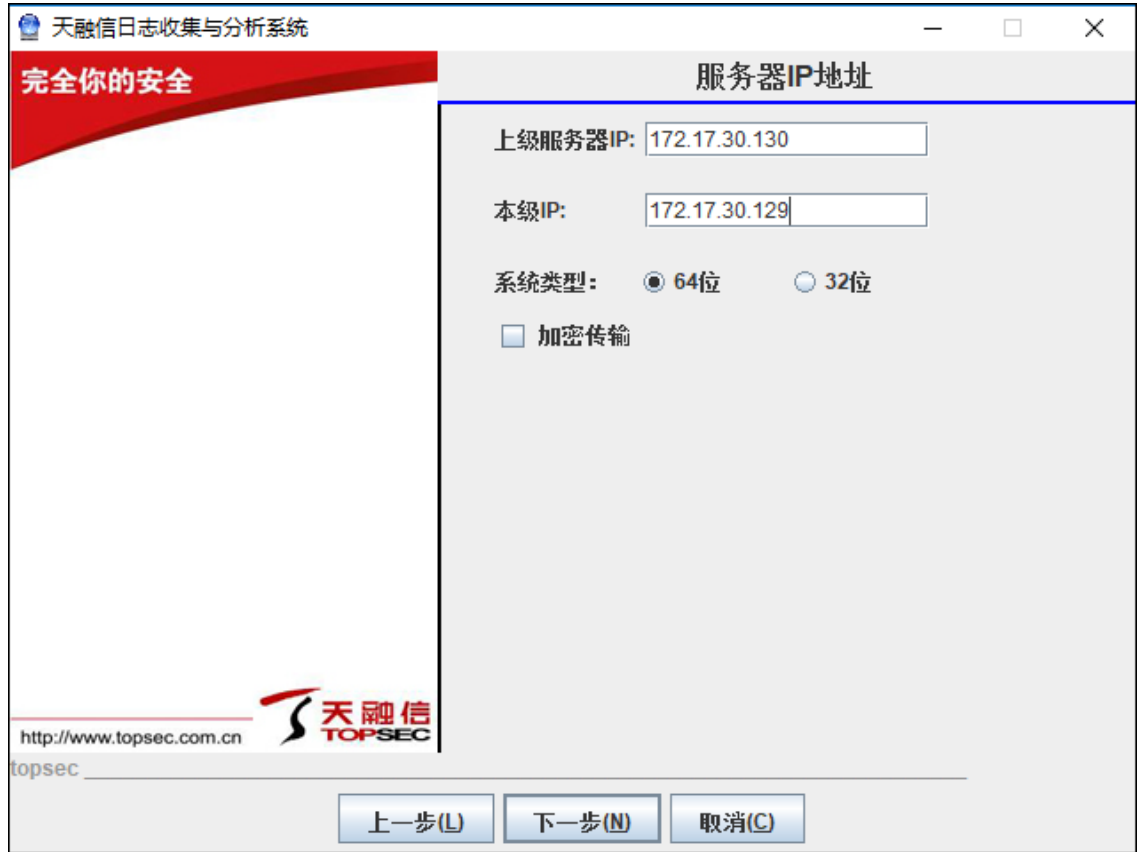 天融信日志收集与分析系统
完全你的安全
服务器IP地址
上级服务器IP: 172.17.30.130
本级IP: 172.17.30.129
系统类型： 64位 32位
加密传输
天融信
TOPSEC
http://www.topsec.com.cn
topsec
上一步(L) 下一步(N) 取消(C)